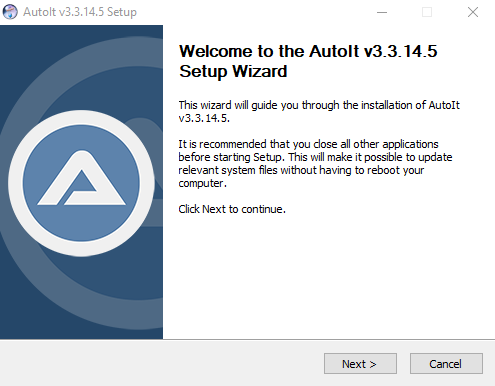 AutoIt v3.3.14.5 Setup
Welcome to the AutoIt v3.3.14.5
Setup Wizard
This wizard will guide you through the installation of AutoIt
v3.3.14.5.
It is recommended that you close all other applications
before starting Setup. This will make it possible to update
relevant system files without having to reboot your
computer.
Click Next to continue.
Next >
Cancel